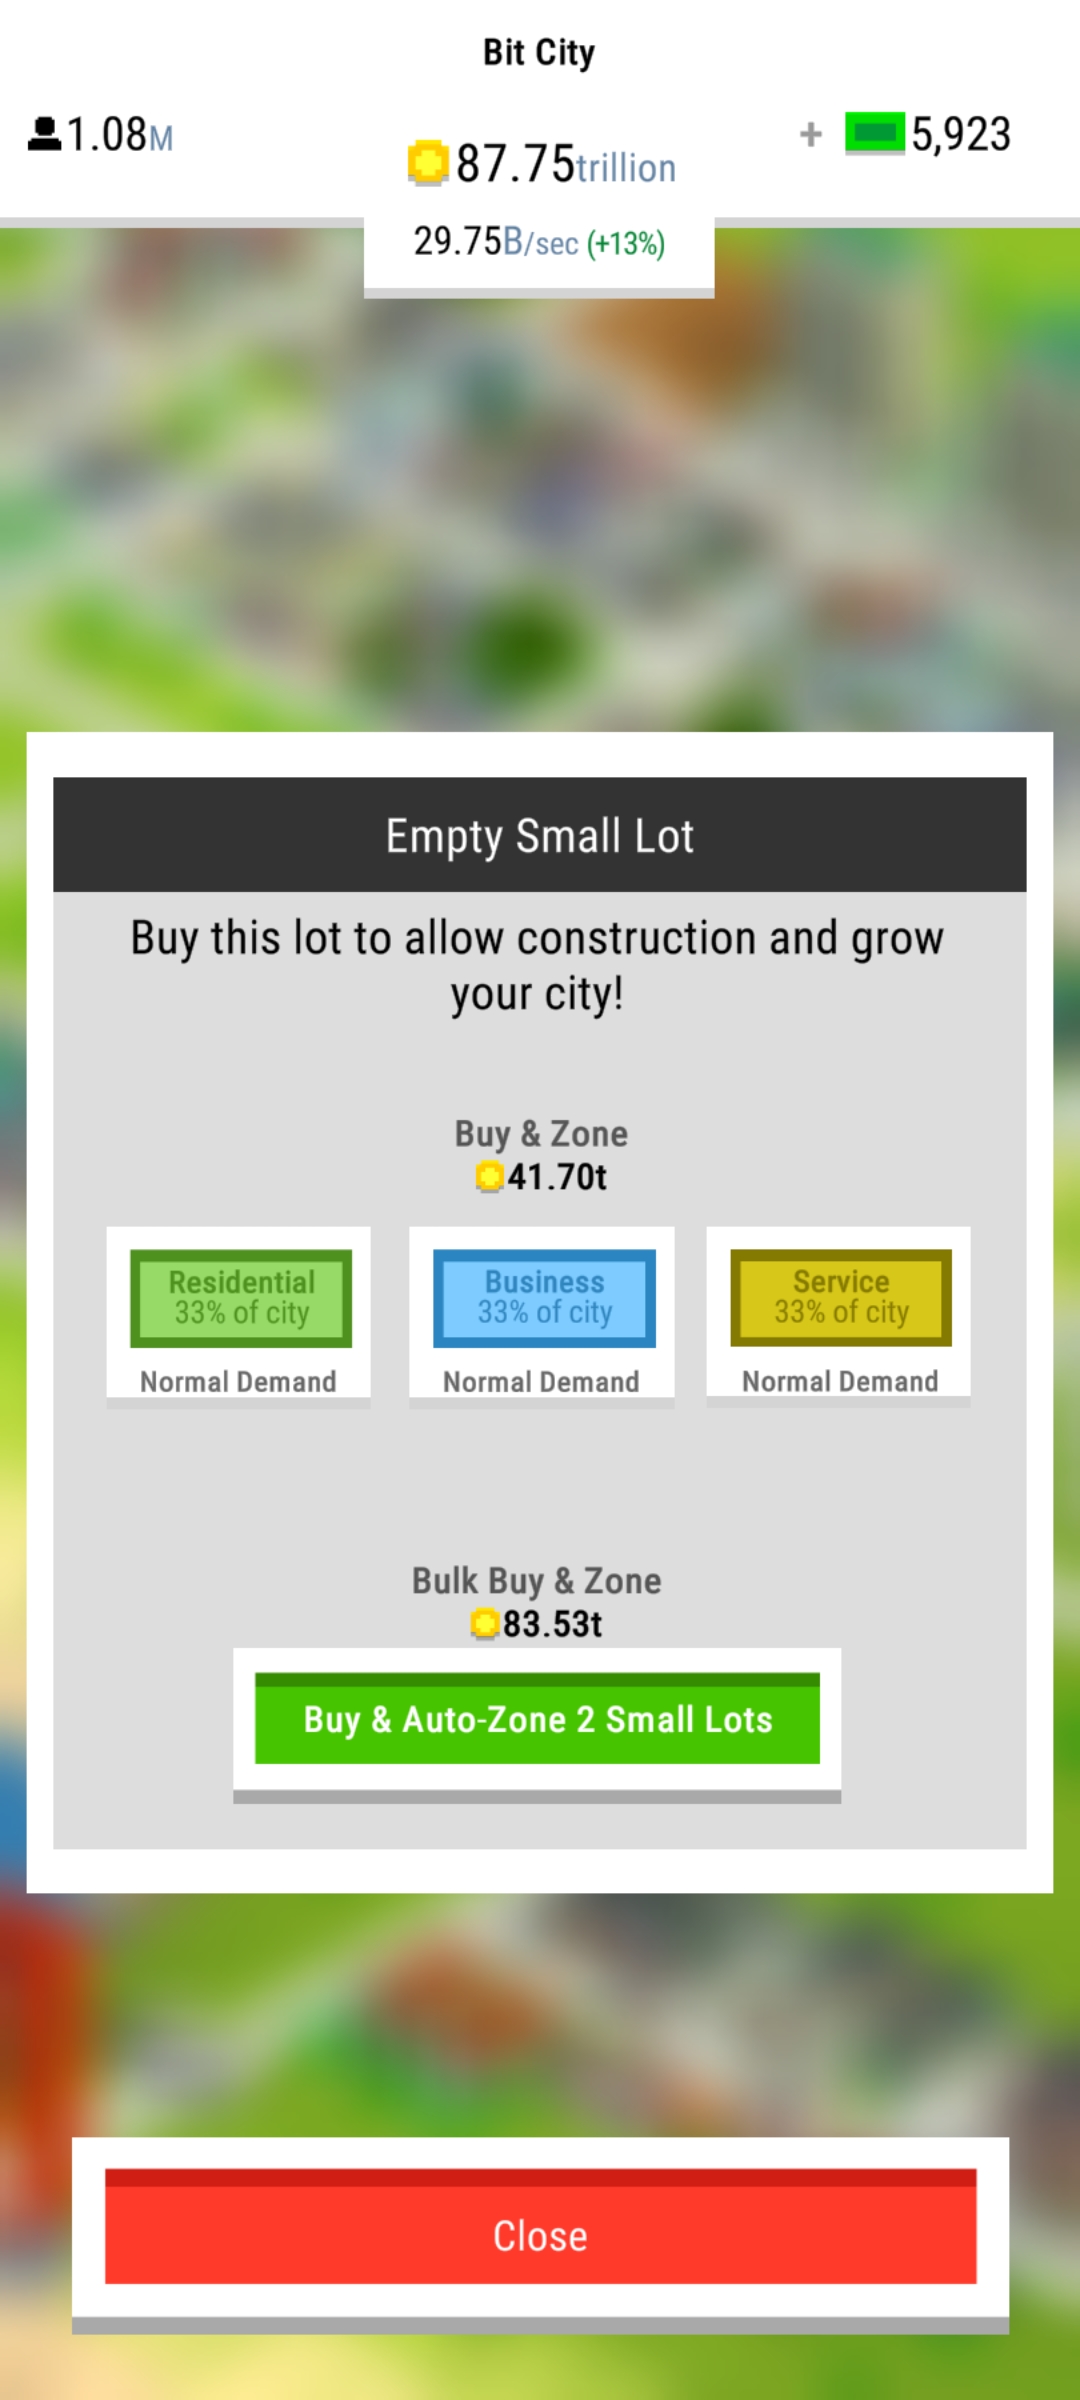 Bit City
1.08M
87.75trillion
+ 5,923
29.75B/sec (+13%)
Empty Small Lot
Buy this lot to allow construction and grow
your city!
Buy & Zone
41.70t
Residential
33% of city
Normal Demand
Business
33% of city
Normal Demand
Service
33% of city
Normal Demand
Bulk Buy & Zone
83.53t
Buy & Auto-Zone 2 Small Lots
Close